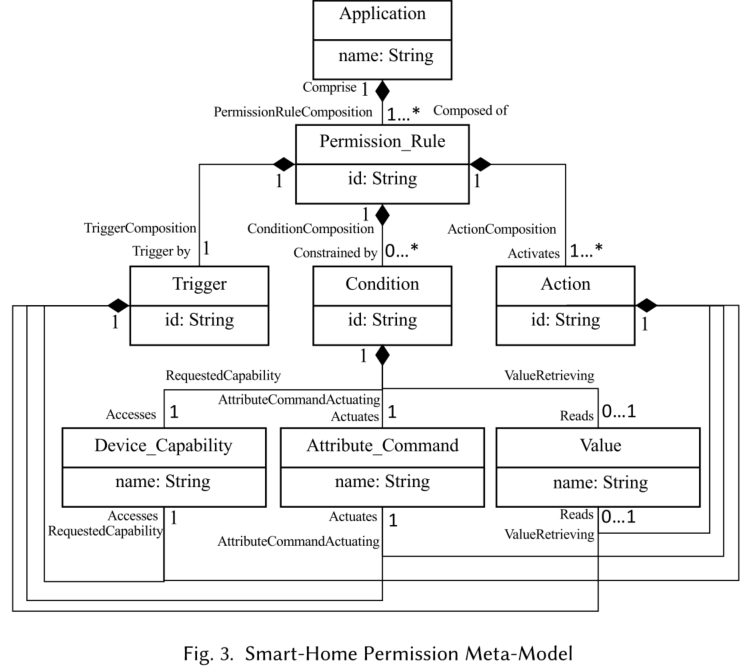 Application
name: String
Comprise 1
PermissionRuleComposition 1...* Composed of
Permission_Rule
id: String
1 1 1
TriggerComposition ConditionComposition ActionComposition
Trigger by 1 Constrained by 0...* Activates 1...*
Trigger Condition Action
id: String id: String id: String
1 1 1
RequestedCapability ValueRetrieving
AttributeCommandActuating
Accesses 1 Actuates 1 Reads 0...1
Device_Capability Attribute_Command Value
name: String name: String name: String
Accesses 1 Actuates 1 Reads 0...1
RequestedCapability AttributeCommandActuating ValueRetrieving
Fig. 3. Smart-Home Permission Meta-Model